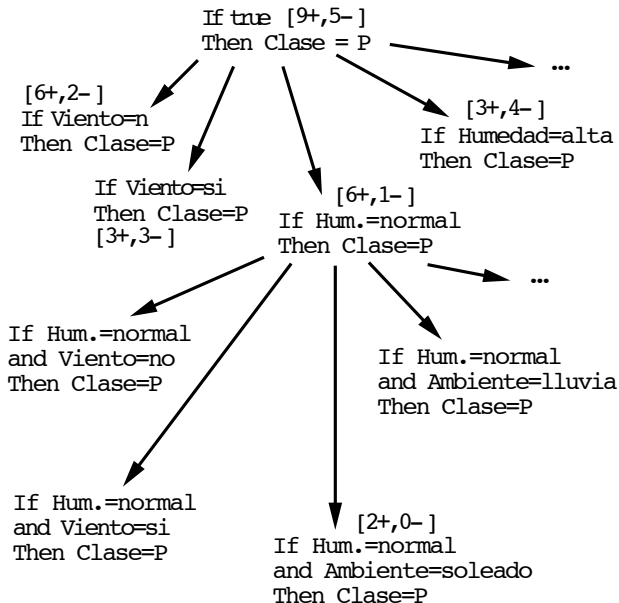 If true [9+,5-]
Then Clase = P
...
[6+,2-]
If Viento=n
Then Clase=P
[3+,4-]
If Humedad=alta
Then Clase=P
If Viento=si
Then Clase=P
[3+,3-]
[6+,1-]
If Hum.=normal
Then Clase=P
...
If Hum.=normal
and Viento=no
Then Clase=P
If Hum.=normal
and Ambiente=lluvia
Then Clase=P
If Hum.=normal
and Viento=si
Then Clase=P
[2+,0-]
If Hum.=normal
and Ambiente=soleado
Then Clase=P